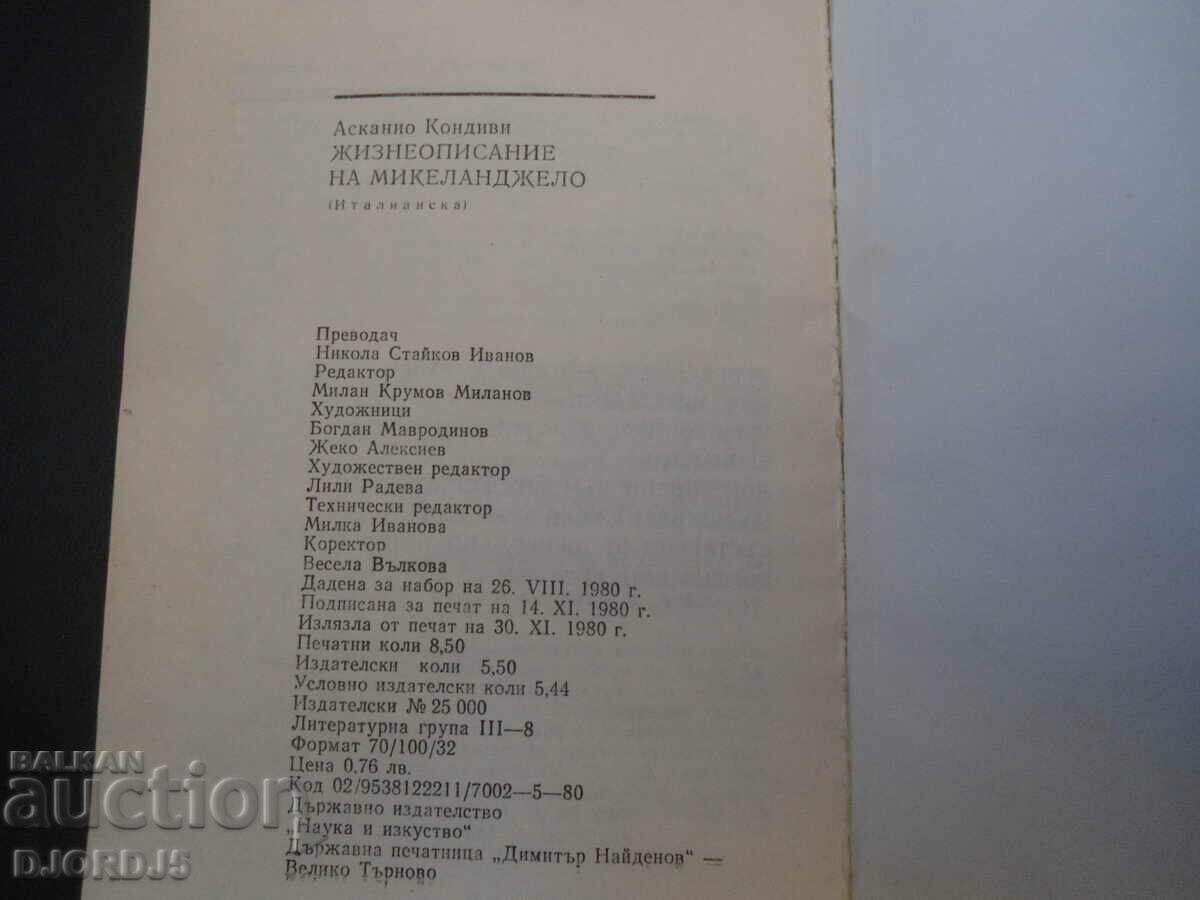 Асканио Кондиви
ЖИЗНЕОПИСАНИЕ
НА МИКЕЛАНДЖЕЛО
(Италианска)
Преводач
Никола Стайков Иванов
Редактор
Милан Крумов Миланов
Художници
Богдан Мавродинов
Жеко Алексиев
Художествен редактор
Лили Радева
Технически редактор
Милка Иванова
Коректор
Весела Вълкова
Дадена за набор на 26. VIII. 1980 г.
Подписана за печат на 14. XI. 1980 г.
Излязла от печат на 30. XI. 1980 г.
Печатни коли 8,50
Издателски коли 5,50
Условно издателски коли 5,44
Издателски № 25 000
Литературна група III—8
Формат 70/100/32
Цена 0,76 лв.
Код 02/9538122211/7002—5—80
Държавно издателство
„Наука и изкуство“
Държавна печатница „Димитър Найденов“ —
Велико Търново
BALKAN
auction
DJORDJ5